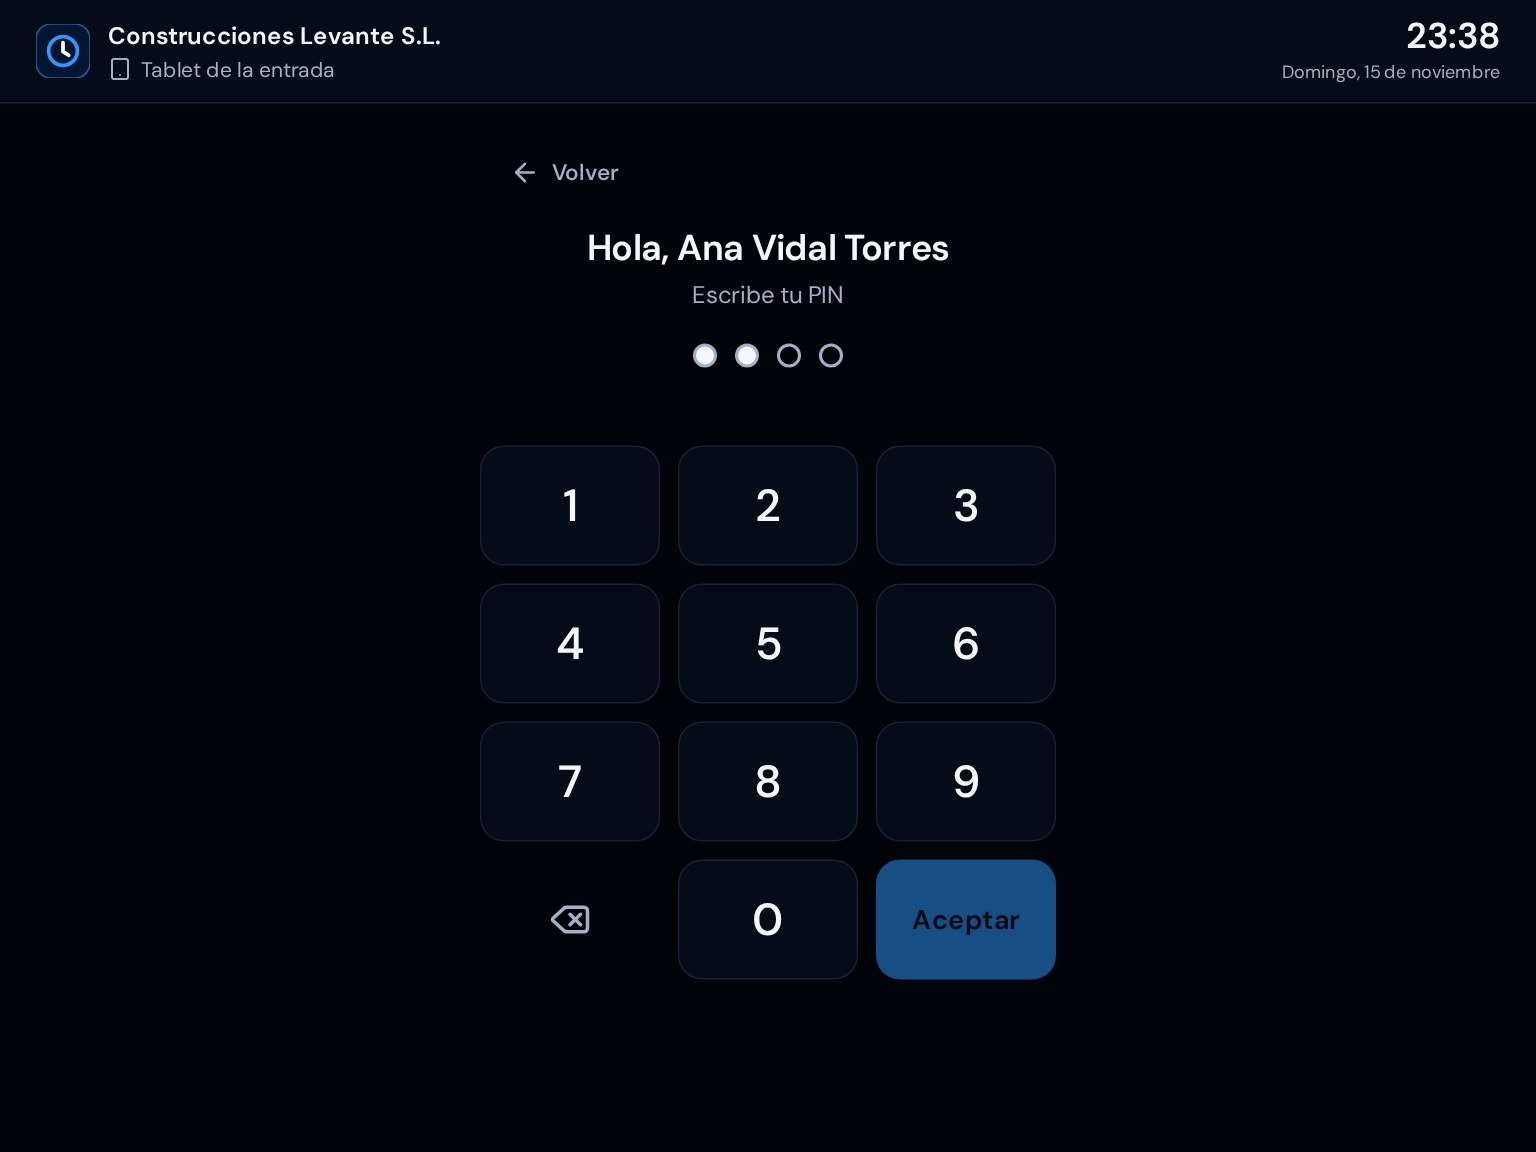 Construcciones Levante S.L.
Tablet de la entrada
23:38
Domingo, 15 de noviembre
Volver
Hola, Ana Vidal Torres
Escribe tu PIN
1 2 3
4 5 6
7 8 9
0 Aceptar